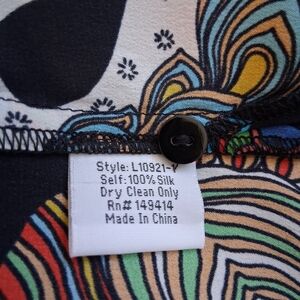 Style: L10921-Y
Self: 100% Silk
Dry Clean Only
Rn# 149414
Made In China